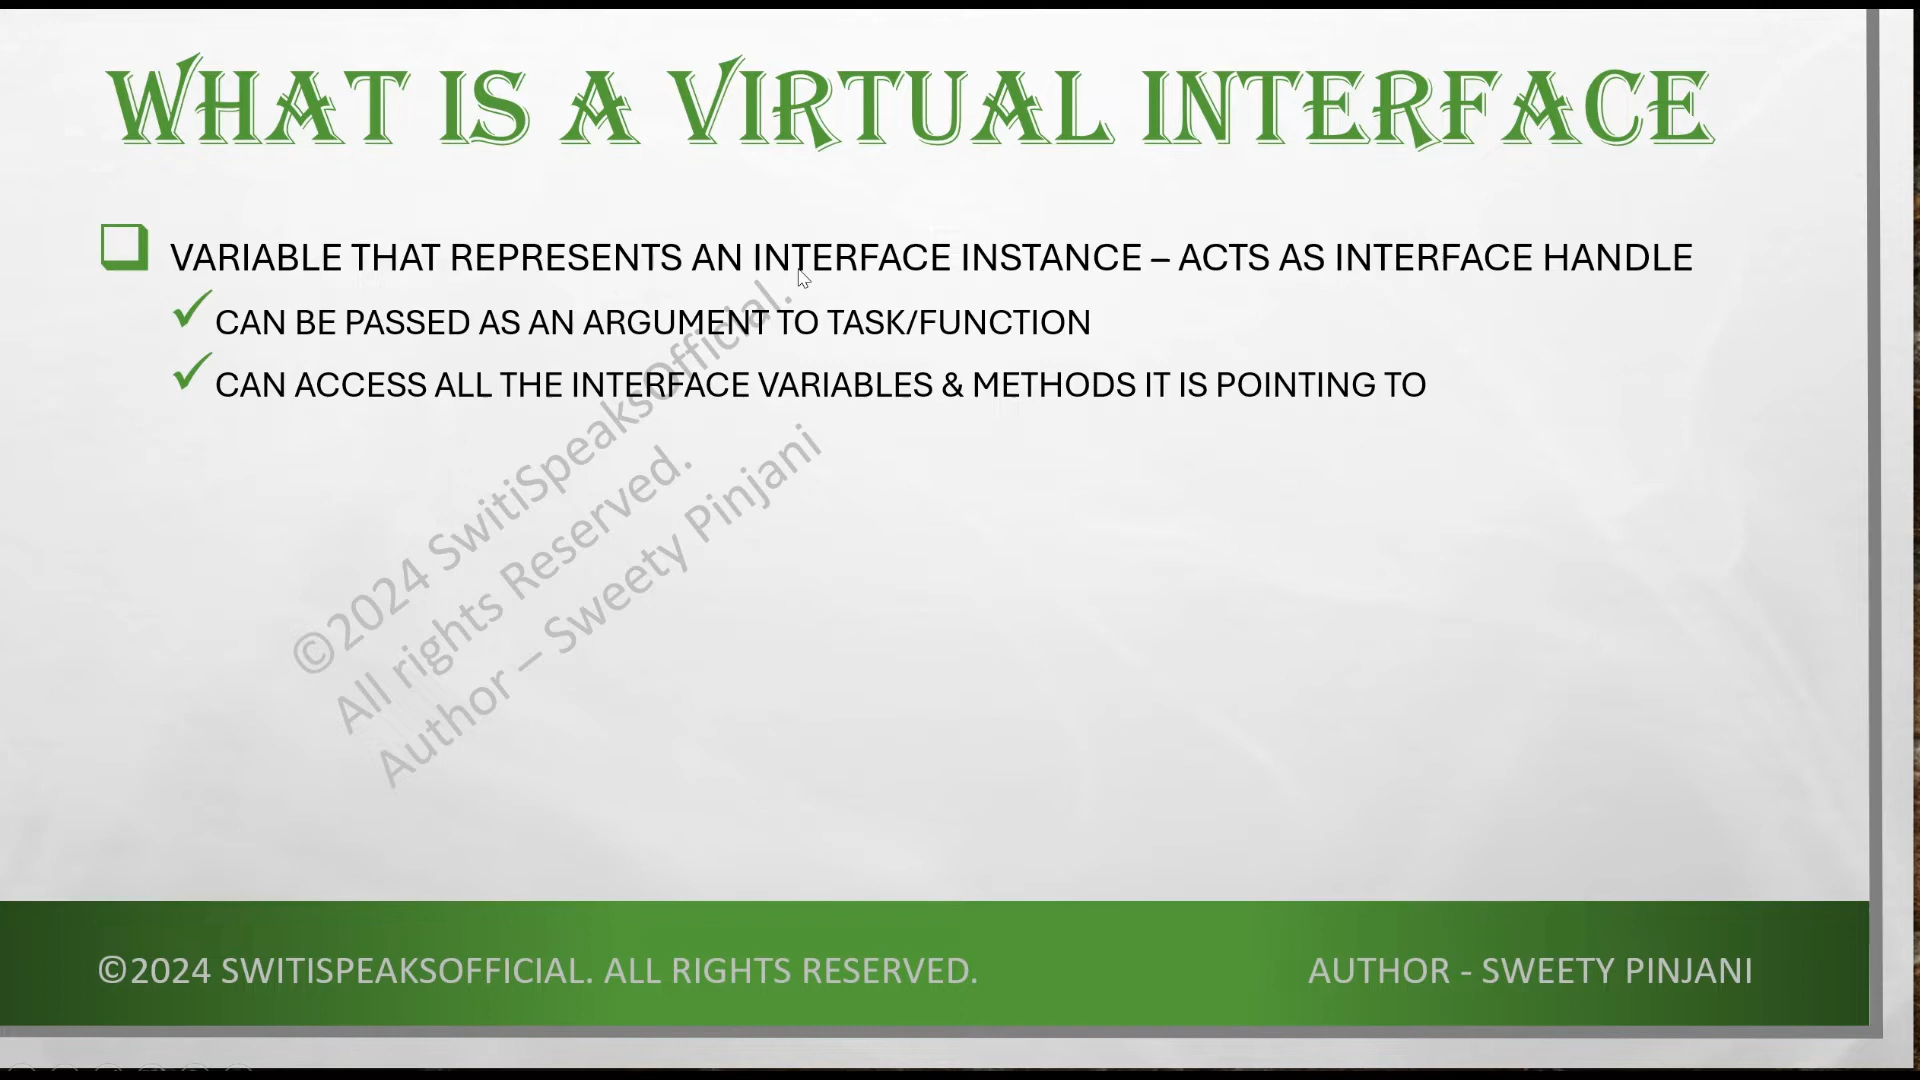 WHAT IS A VIRTUAL INTERFACE
VARIABLE THAT REPRESENTS AN INTERFACE INSTANCE – ACTS AS INTERFACE HANDLE
CAN BE PASSED AS AN ARGUMENT TO TASK/FUNCTION
CAN ACCESS ALL THE INTERFACE VARIABLES & METHODS IT IS POINTING TO
©2024 SwitiSpeaksOfficial.
All rights Reserved.
Author – Sweety Pinjani
©2024 SWITISPEAKSOFFICIAL. ALL RIGHTS RESERVED.
AUTHOR - SWEETY PINJANI